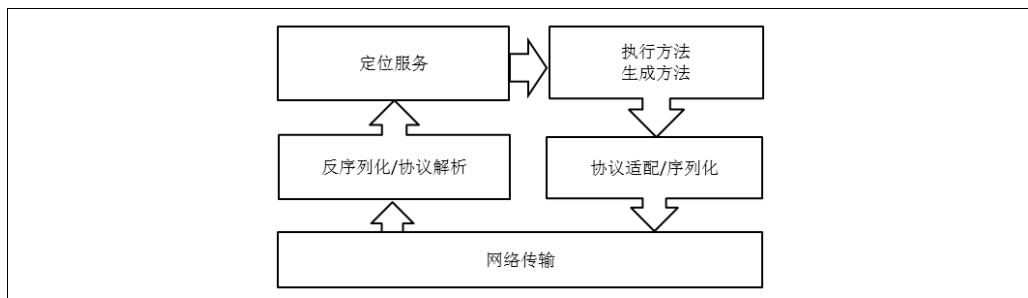 定位服务
执行方法
生成方法
反序列化/协议解析
协议适配/序列化
网络传输